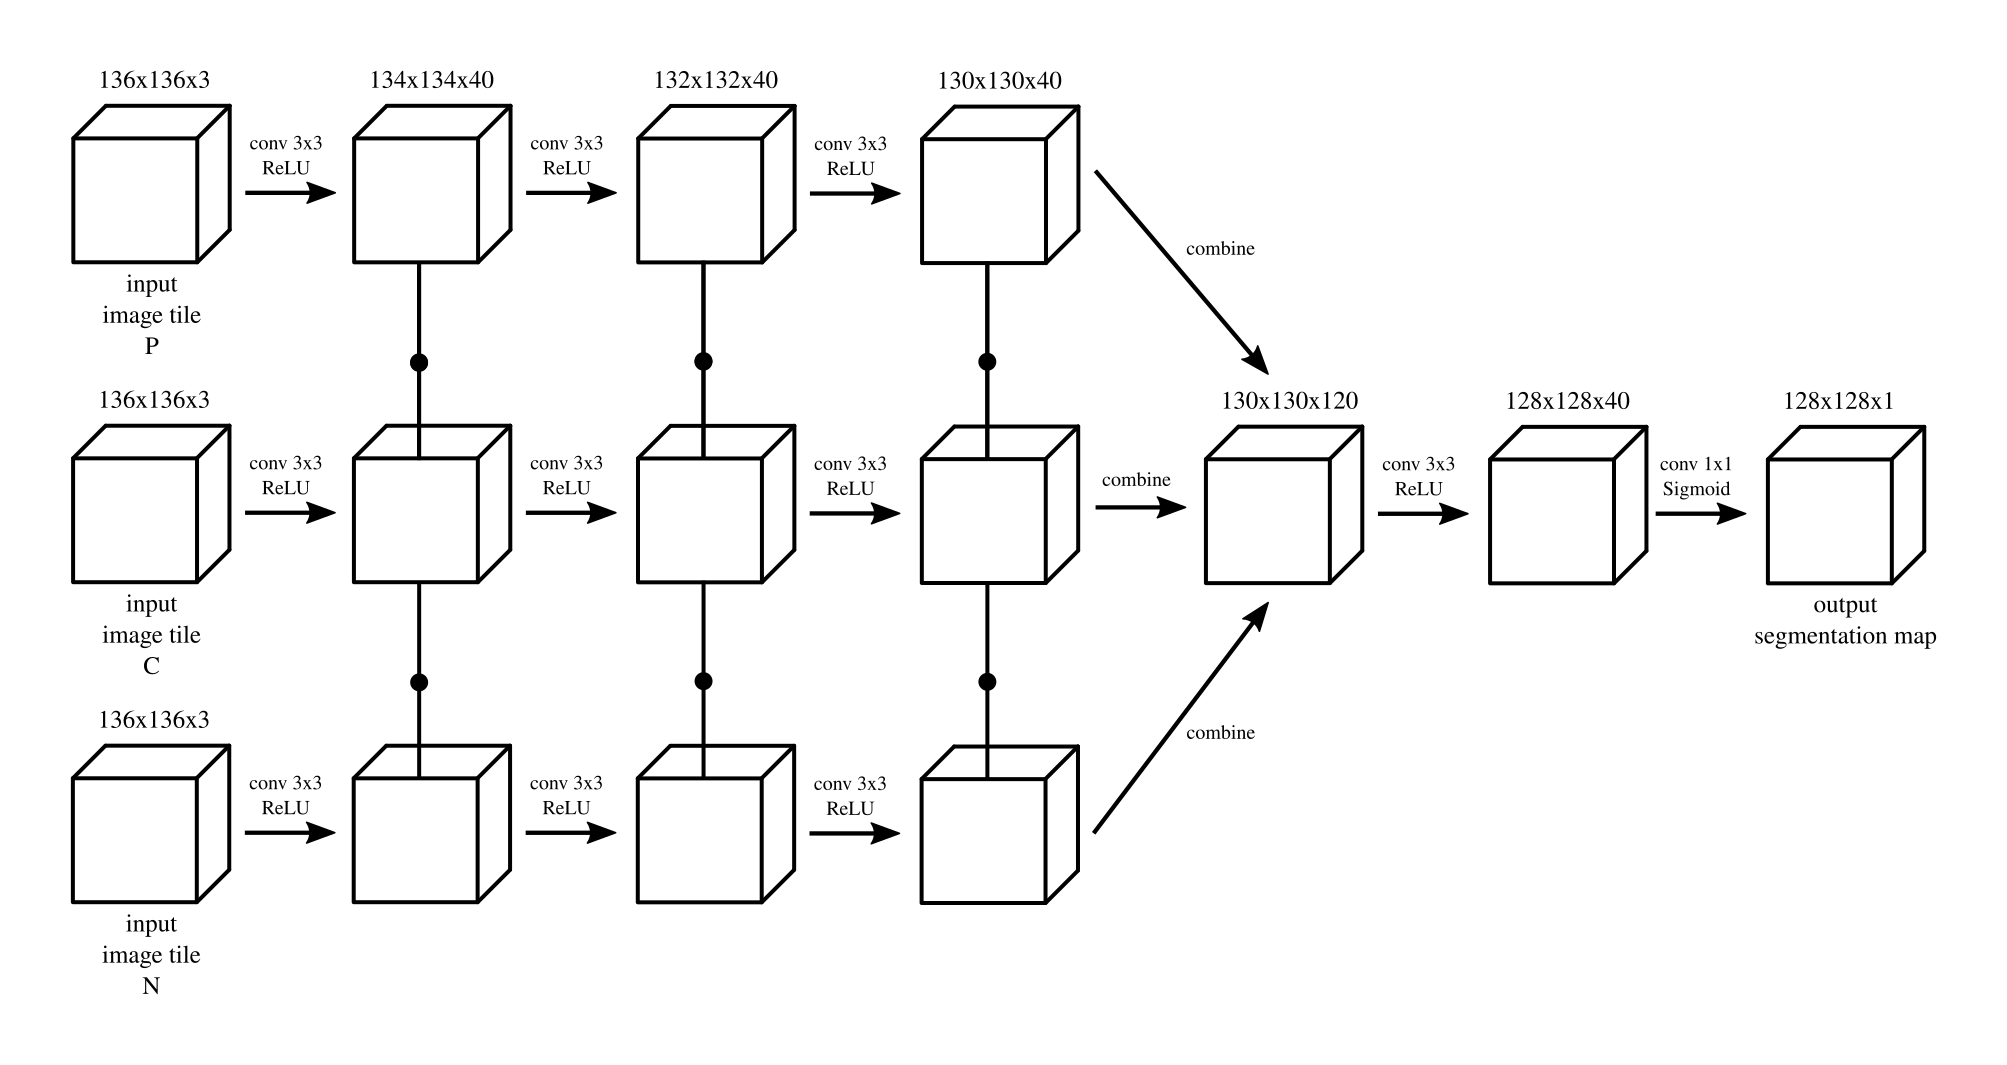 136x136x3
134x134x40
132x132x40
130x130x40
conv 3x3
ReLU
conv 3x3
ReLU
conv 3x3
ReLU
combine
input
image tile
P
136x136x3
130x130x120
128x128x40
128x128x1
conv 3x3
ReLU
conv 3x3
ReLU
conv 3x3
ReLU
combine
conv 3x3
ReLU
conv 1x1
Sigmoid
input
image tile
C
output
segmentation map
136x136x3
combine
conv 3x3
ReLU
conv 3x3
ReLU
conv 3x3
ReLU
input
image tile
N